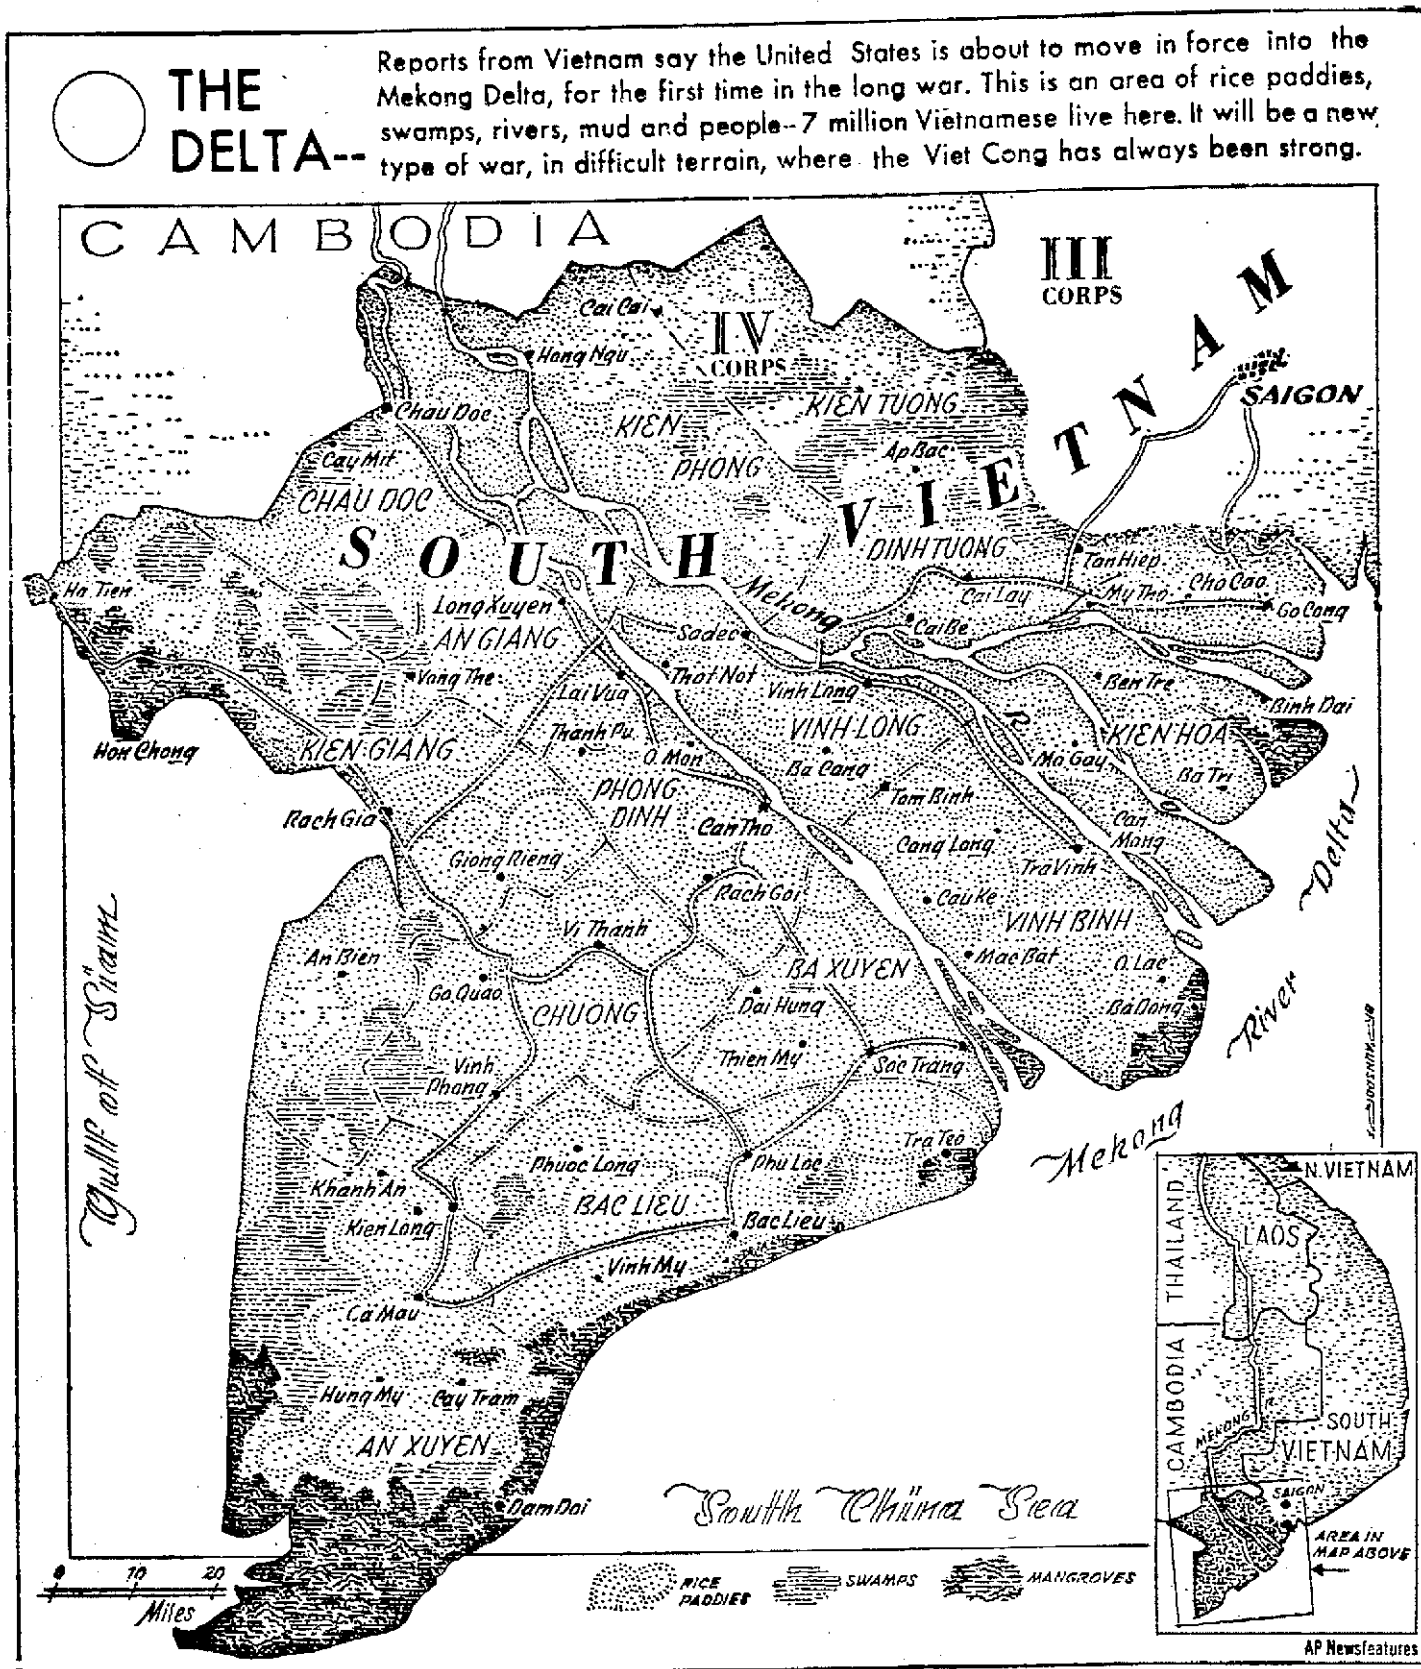 THE
DELTA--
Reports from Vietnam say the United States is about to move in force into the
Mekong Delta, for the first time in the long war. This is an area of rice paddies,
swamps, rivers, mud and people--7 million Vietnamese live here. It will be a new
type of war, in difficult terrain, where the Viet Cong has always been strong.
CAMBODIA
III
CORPS
IV
CORPS
SOUTH VIETNAM
SAIGON
Cai Cai
Hong Ngu
KIEN TUONG
Chau Doc
KIEN
PHONG
Ap Bac
Cay Mit
CHAU DOC
DINH TUONG
Tan Hiep
Ha Tien
Long Xuyen
AN GIANG
Mekong
Cai Lay
My Tho
Cho Cao
Go Cong
Sadec
Cai Be
Vong The
Lai Vua
Thot Not
Vinh Long
Ben Tre
Binh Dai
R.
Hon Chong
KIEN GIANG
Thanh Pu
O. Mon
VINH LONG
Ba Cang
Mo Gay
KIEN HOA
Ba Tri
PHONG
DINH
Tam Binh
Rach Gia
Can Tho
Can
Mong
Giong Rieng
Cang Long
Tra Vinh
Rach Goi
Cau Ke
VINH BINH
Vi Thanh
An Bien
BA XUYEN
Mac Bat
O. Lac
Go Quao
Dai Hung
Ba Dong
CHUONG
Vinh
Phong
Thien My
Soc Trang
Tra Teo
Phuoc Long
Phu Loc
Khanh An
Kien Long
BAC LIEU
Bac Lieu
Vinh My
Ca Mau
Hung My
Cay Tram
AN XUYEN
Dam Doi
Gulf of Siam
Mekong River Delta
South China Sea
0 10 20
Miles
RICE
PADDIES
SWAMPS
MANGROVES
N. VIETNAM
THAILAND
LAOS
CAMBODIA
MEKONG R.
SOUTH
VIETNAM
SAIGON
AREA IN
MAP ABOVE
AP Newsfeatures